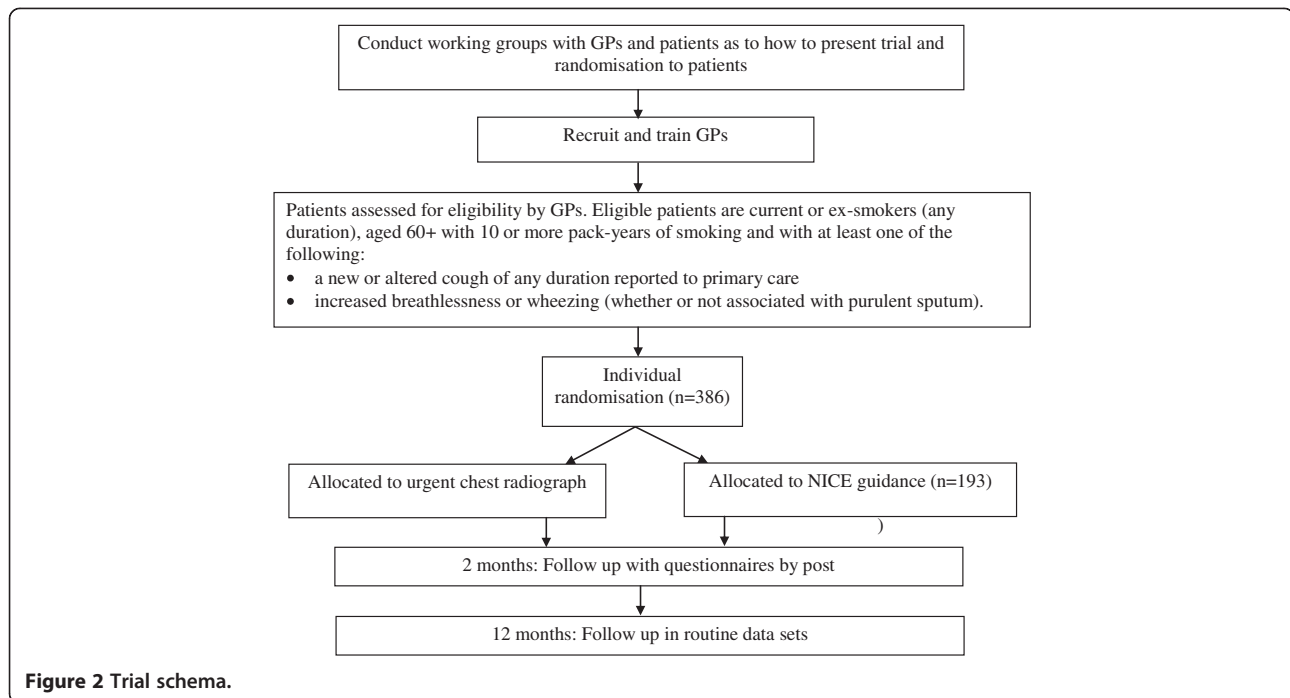 Conduct working groups with GPs and patients as to how to present trial and
randomisation to patients
Recruit and train GPs
Patients assessed for eligibility by GPs. Eligible patients are current or ex-smokers (any
duration), aged 60+ with 10 or more pack-years of smoking and with at least one of the
following:
• a new or altered cough of any duration reported to primary care
• increased breathlessness or wheezing (whether or not associated with purulent sputum).
Individual
randomisation (n=386)
Allocated to urgent chest radiograph
Allocated to NICE guidance (n=193)
)
2 months: Follow up with questionnaires by post
12 months: Follow up in routine data sets
Figure 2 Trial schema.